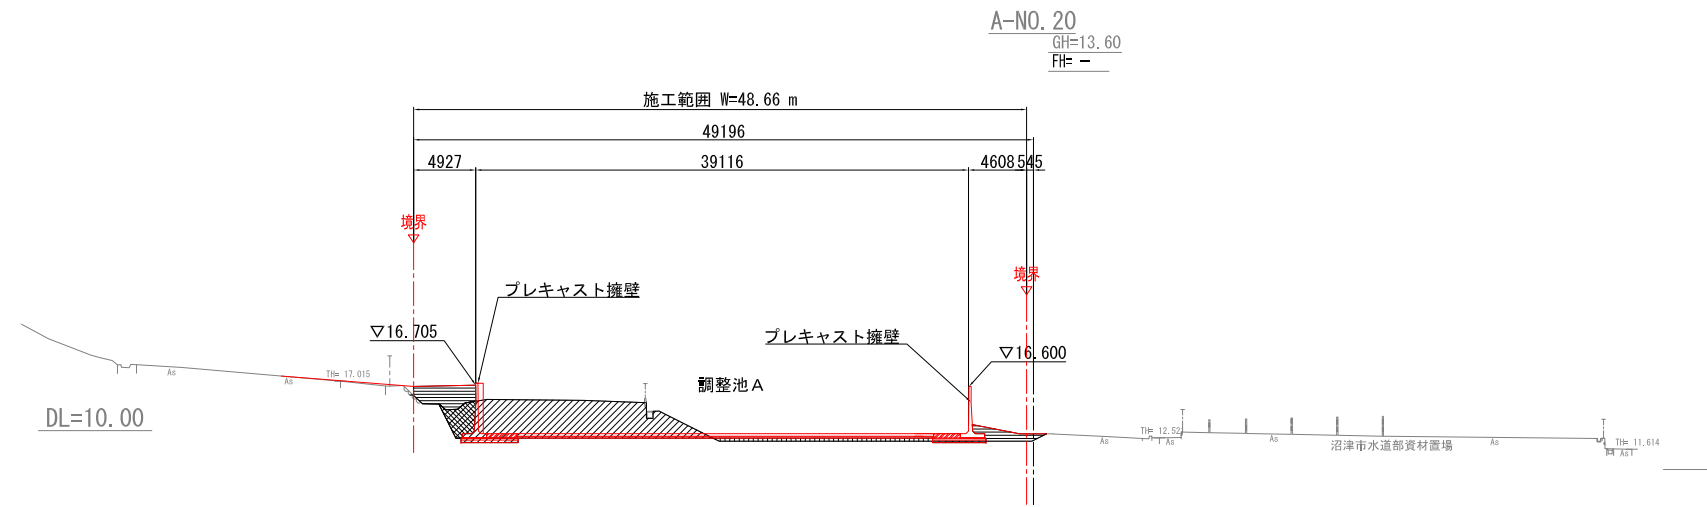 A-NO.20
GH=13.60
FH= -
施工範囲 W=48.66 m
49196
4927
39116
4608
545
境界
境界
プレキャスト擁壁
▽16.705
プレキャスト擁壁
▽16.600
調整池A
DL=10.00
As
As
TH= 17.015
T
T
T
T
As
TH= 12.52
As
As
沼津市水道部資材置場
As
TH= 11.614
As